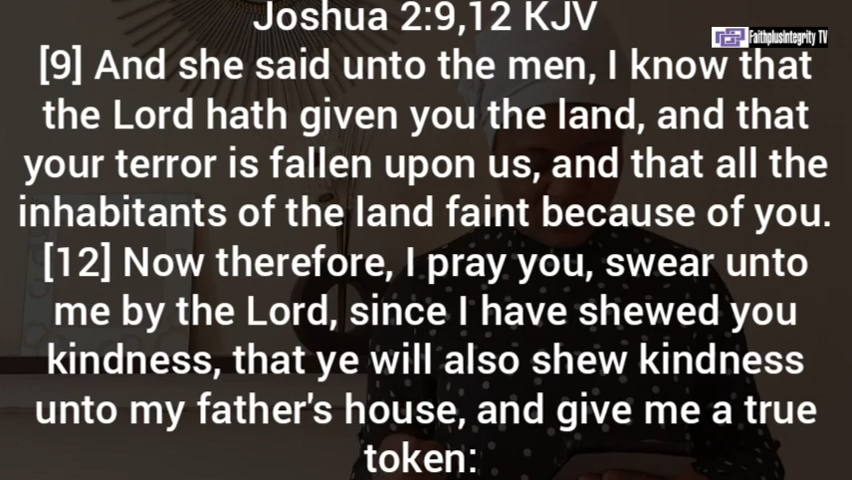 Joshua 2:9,12 KJV
FaithplusIntegrity TV
[9] And she said unto the men, I know that
the Lord hath given you the land, and that
your terror is fallen upon us, and that all the
inhabitants of the land faint because of you.
[12] Now therefore, I pray you, swear unto
me by the Lord, since I have shewed you
kindness, that ye will also shew kindness
unto my father's house, and give me a true
token: